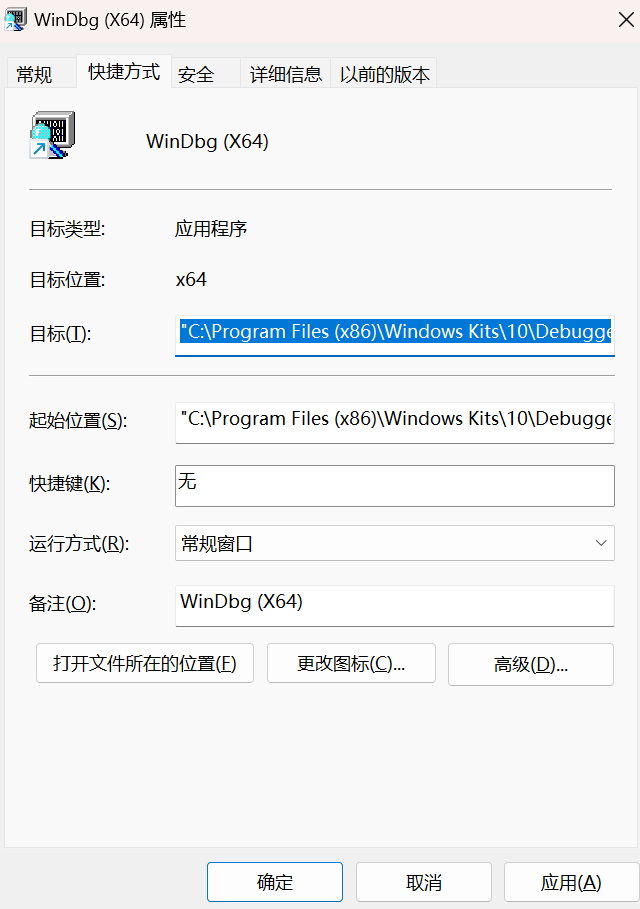 WinDbg (X64) 属性
常规 快捷方式 安全 详细信息 以前的版本
WinDbg (X64)
目标类型: 应用程序
目标位置: x64
目标(T): "C:\Program Files (x86)\Windows Kits\10\Debugge
起始位置(S): "C:\Program Files (x86)\Windows Kits\10\Debugge
快捷键(K): 无
运行方式(R): 常规窗口
备注(O): WinDbg (X64)
打开文件所在的位置(F) 更改图标(C)... 高级(D)...
确定 取消 应用(A)